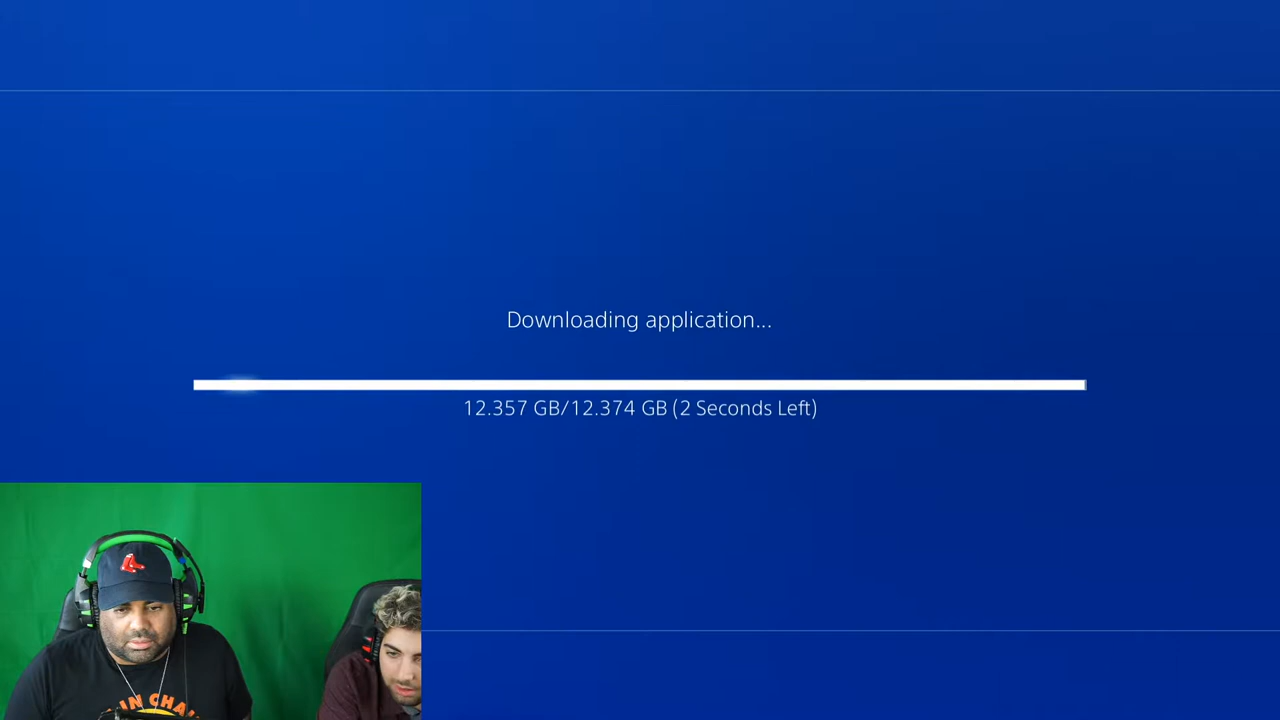 Downloading application...
12.357 GB/12.374 GB (2 Seconds Left)